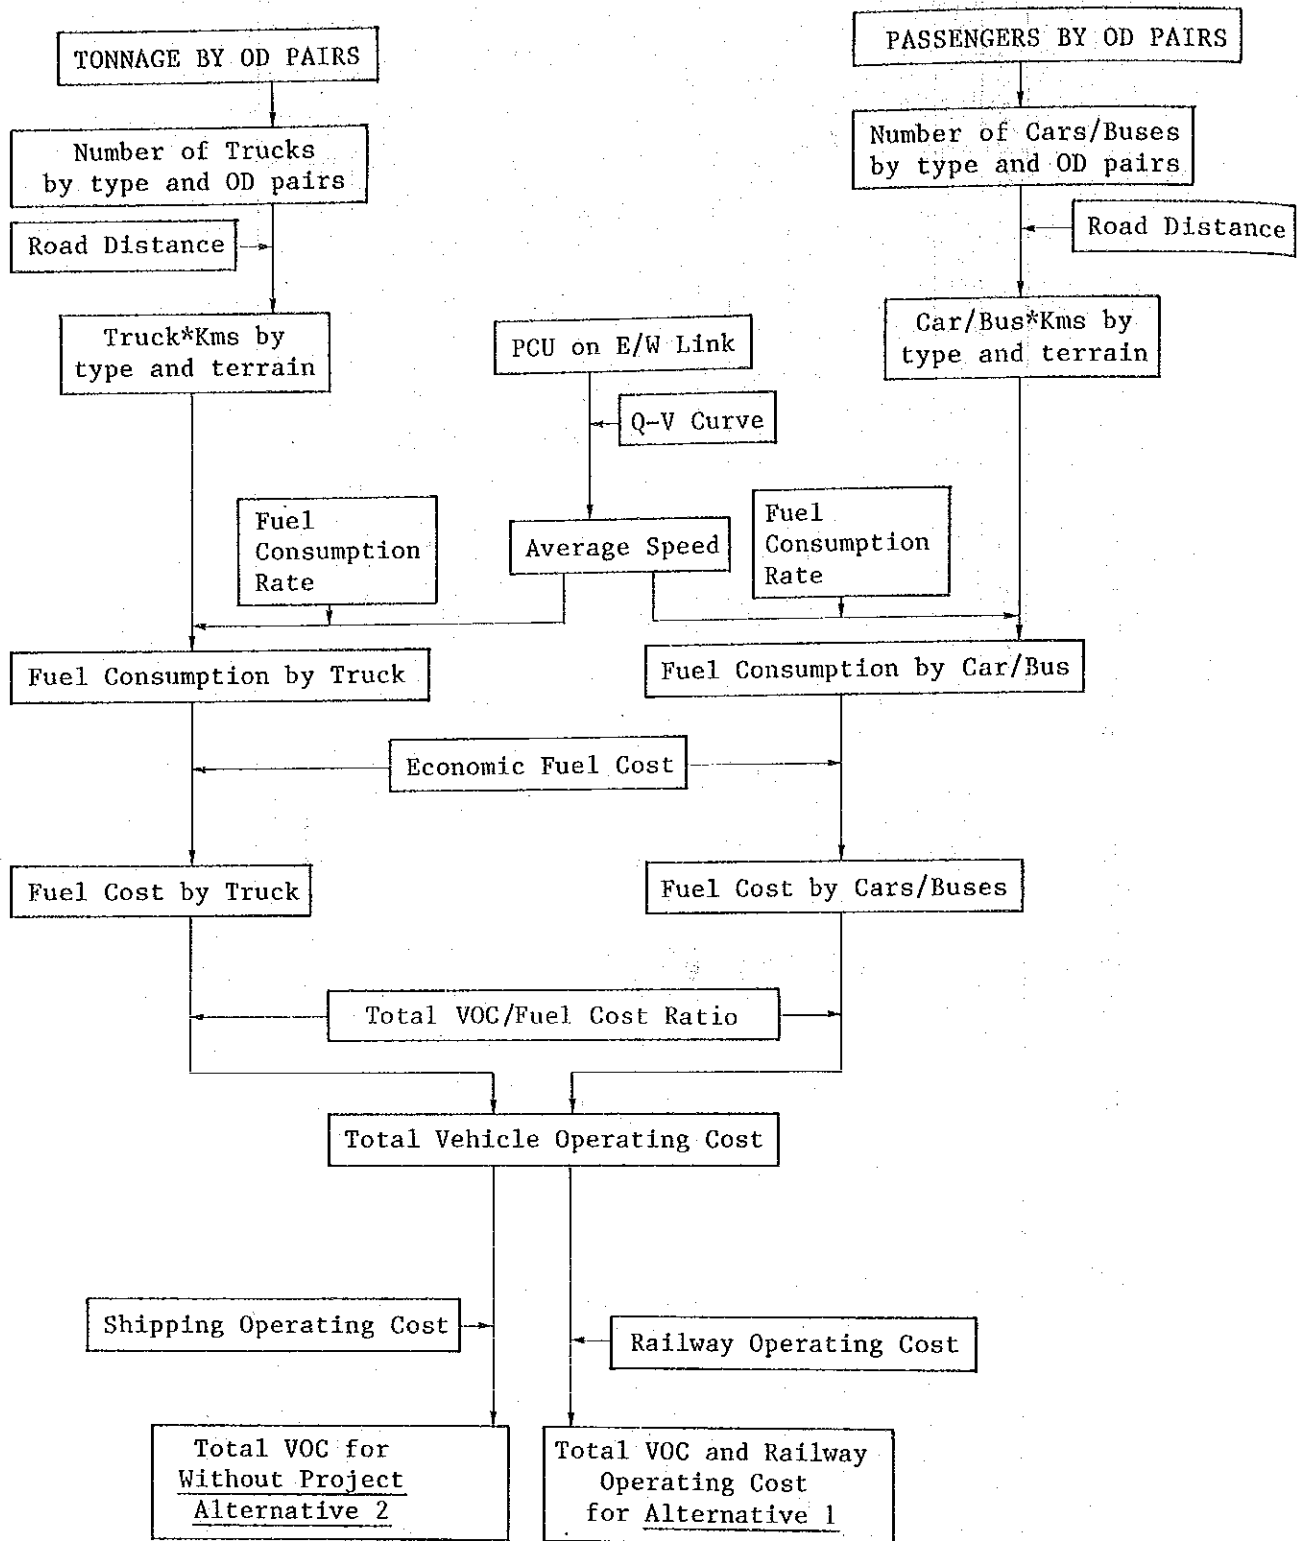 TONNAGE BY OD PAIRS
PASSENGERS BY OD PAIRS
Number of Trucks
by type and OD pairs
Number of Cars/Buses
by type and OD pairs
Road Distance
Road Distance
Truck*Kms by
type and terrain
PCU on E/W Link
Car/Bus*Kms by
type and terrain
Q-V Curve
Fuel
Consumption
Rate
Average Speed
Fuel
Consumption
Rate
Fuel Consumption by Truck
Fuel Consumption by Car/Bus
Economic Fuel Cost
Fuel Cost by Truck
Fuel Cost by Cars/Buses
Total VOC/Fuel Cost Ratio
Total Vehicle Operating Cost
Shipping Operating Cost
Railway Operating Cost
Total VOC for
Without Project
Alternative 2
Total VOC and Railway
Operating Cost
for Alternative 1